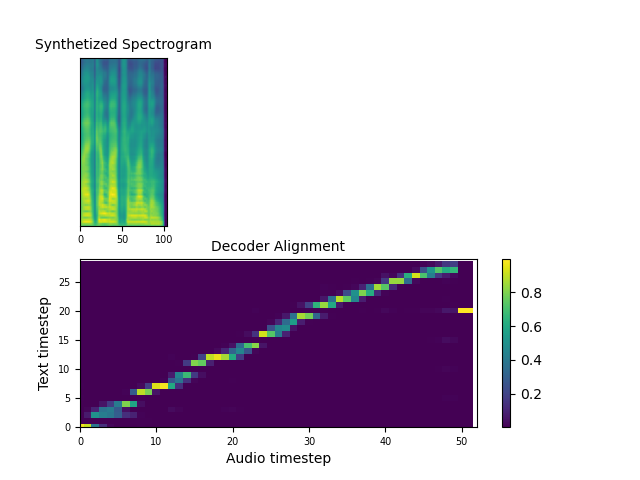 Synthetized Spectrogram
0 50 100
Decoder Alignment
25
20
15
10
5
0
Text timestep
0 10 20 30 40 50
Audio timestep
0.8
0.6
0.4
0.2